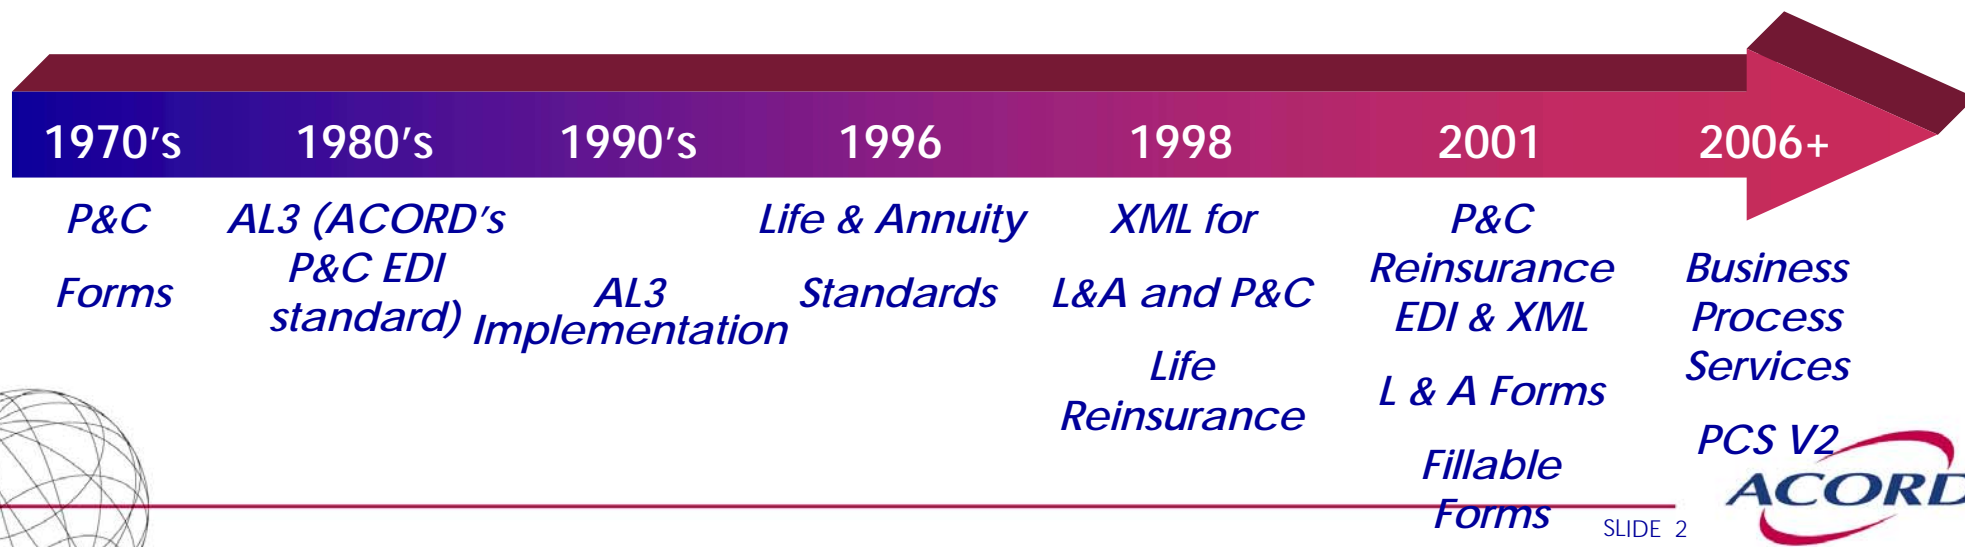 1970's
1980's
1990's
1996
1998
2001
2006+
P&C
Forms
AL3 (ACORD's
P&C EDI
standard)
AL3
Implementation
Life & Annuity
Standards
XML for
L&A and P&C
Life
Reinsurance
P&C
Reinsurance
EDI & XML
L & A Forms
Fillable
Forms
Business
Process
Services
PCS V2
ACORD
SLIDE 2